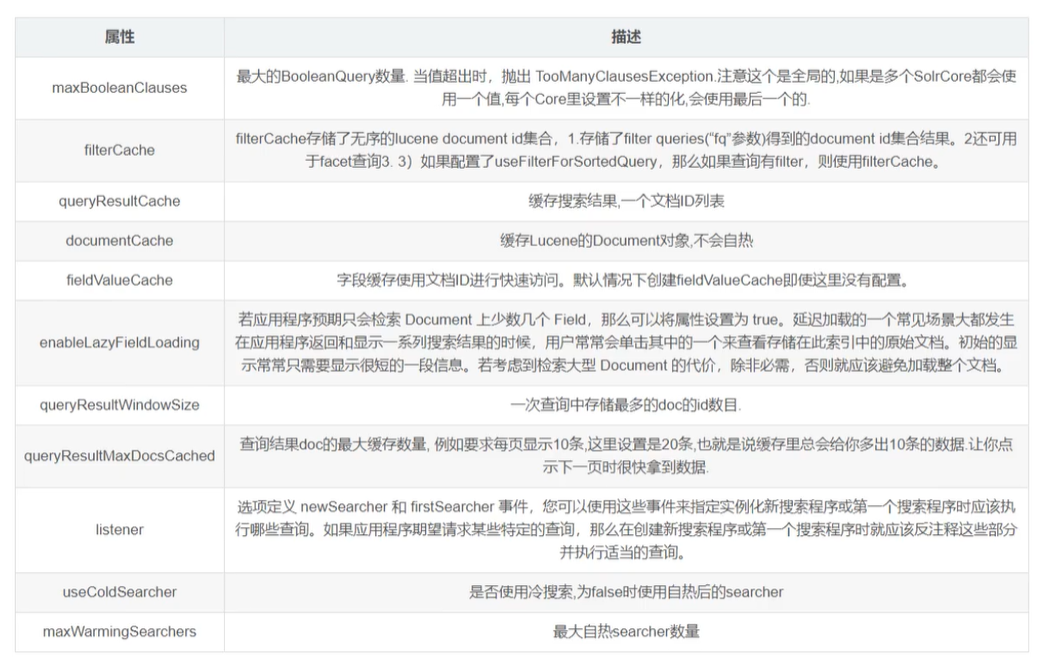 属性
描述
maxBooleanClauses
最大的BooleanQuery数量. 当值超出时，抛出 TooManyClausesException.注意这个是全局的,如果是多个SolrCore都会使
用一个值,每个Core里设置不一样的化,会使用最后一个的.
filterCache
filterCache存储了无序的lucene document id集合，1.存储了filter queries(“fq”参数)得到的document id集合结果。2还可用
于facet查询3. 3）如果配置了useFilterForSortedQuery，那么如果查询有filter，则使用filterCache。
queryResultCache
缓存搜索结果,一个文档ID列表
documentCache
缓存Lucene的Document对象,不会自热
fieldValueCache
字段缓存使用文档ID进行快速访问。默认情况下创建fieldValueCache即使这里没有配置。
enableLazyFieldLoading
若应用程序预期只会检索 Document 上少数几个 Field，那么可以将属性设置为 true。延迟加载的一个常见场景大都发生
在应用程序返回和显示一系列搜索结果的时候，用户常常会单击其中的一个来查看存储在此索引中的原始文档。初始的显
示常常只需要显示很短的一段信息。若考虑到检索大型 Document 的代价，除非必需，否则就应该避免加载整个文档。
queryResultWindowSize
一次查询中存储最多的doc的id数目.
queryResultMaxDocsCached
查询结果doc的最大缓存数量, 例如要求每页显示10条,这里设置是20条,也就是说缓存里总会给你多出10条的数据.让你点
示下一页时很快拿到数据.
listener
选项定义 newSearcher 和 firstSearcher 事件，您可以使用这些事件来指定实例化新搜索程序或第一个搜索程序时应该执
行哪些查询。如果应用程序期望请求某些特定的查询，那么在创建新搜索程序或第一个搜索程序时就应该反注释这些部分
并执行适当的查询。
useColdSearcher
是否使用冷搜索,为false时使用自热后的searcher
maxWarmingSearchers
最大自热searcher数量